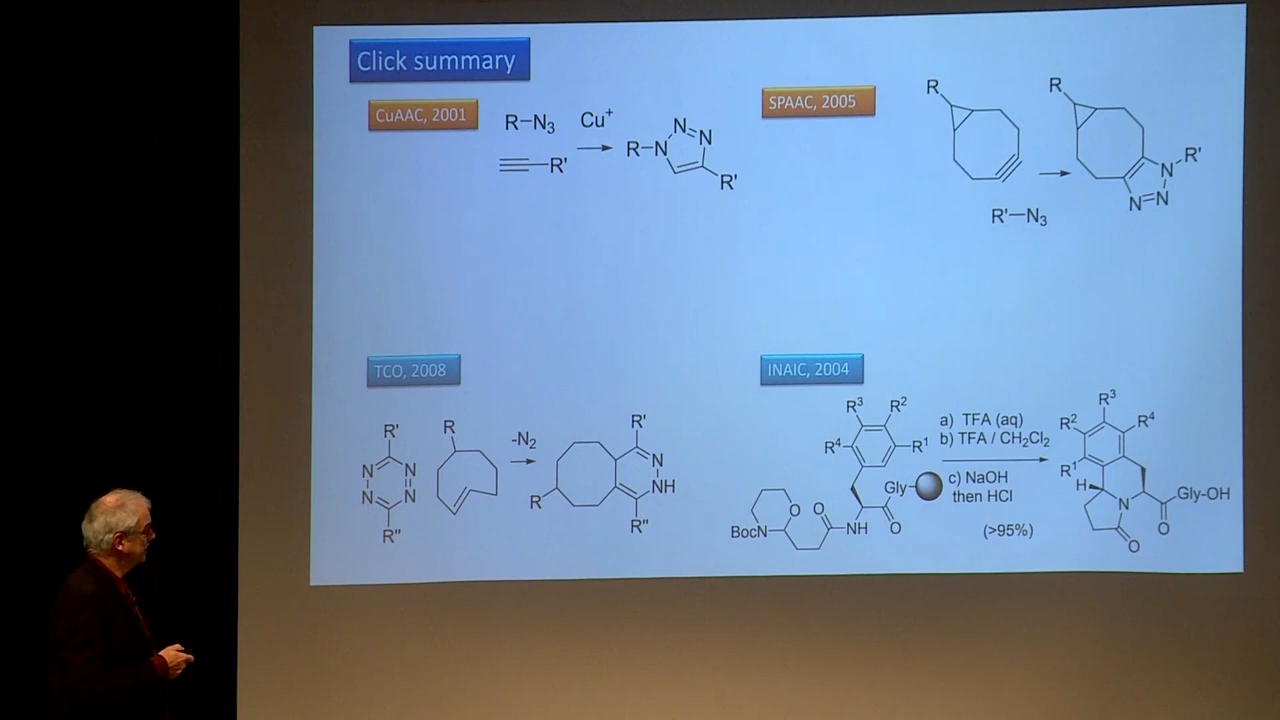 Click summary
CuAAC, 2001
R–N3
Cu+
≡–R'
R–N
N=N
R'
SPAAC, 2005
R
R'–N3
R
N–R'
N=N
TCO, 2008
R'
N N
N N
R"
R
-N2
R'
N
NH
R"
R
INAIC, 2004
R3
R2
R4
R1
Gly
BocN
O
O
NH
O
a) TFA (aq)
b) TFA / CH2Cl2
c) NaOH
then HCl
(>95%)
R3
R2
R4
R1
H
N
Gly-OH
O
O